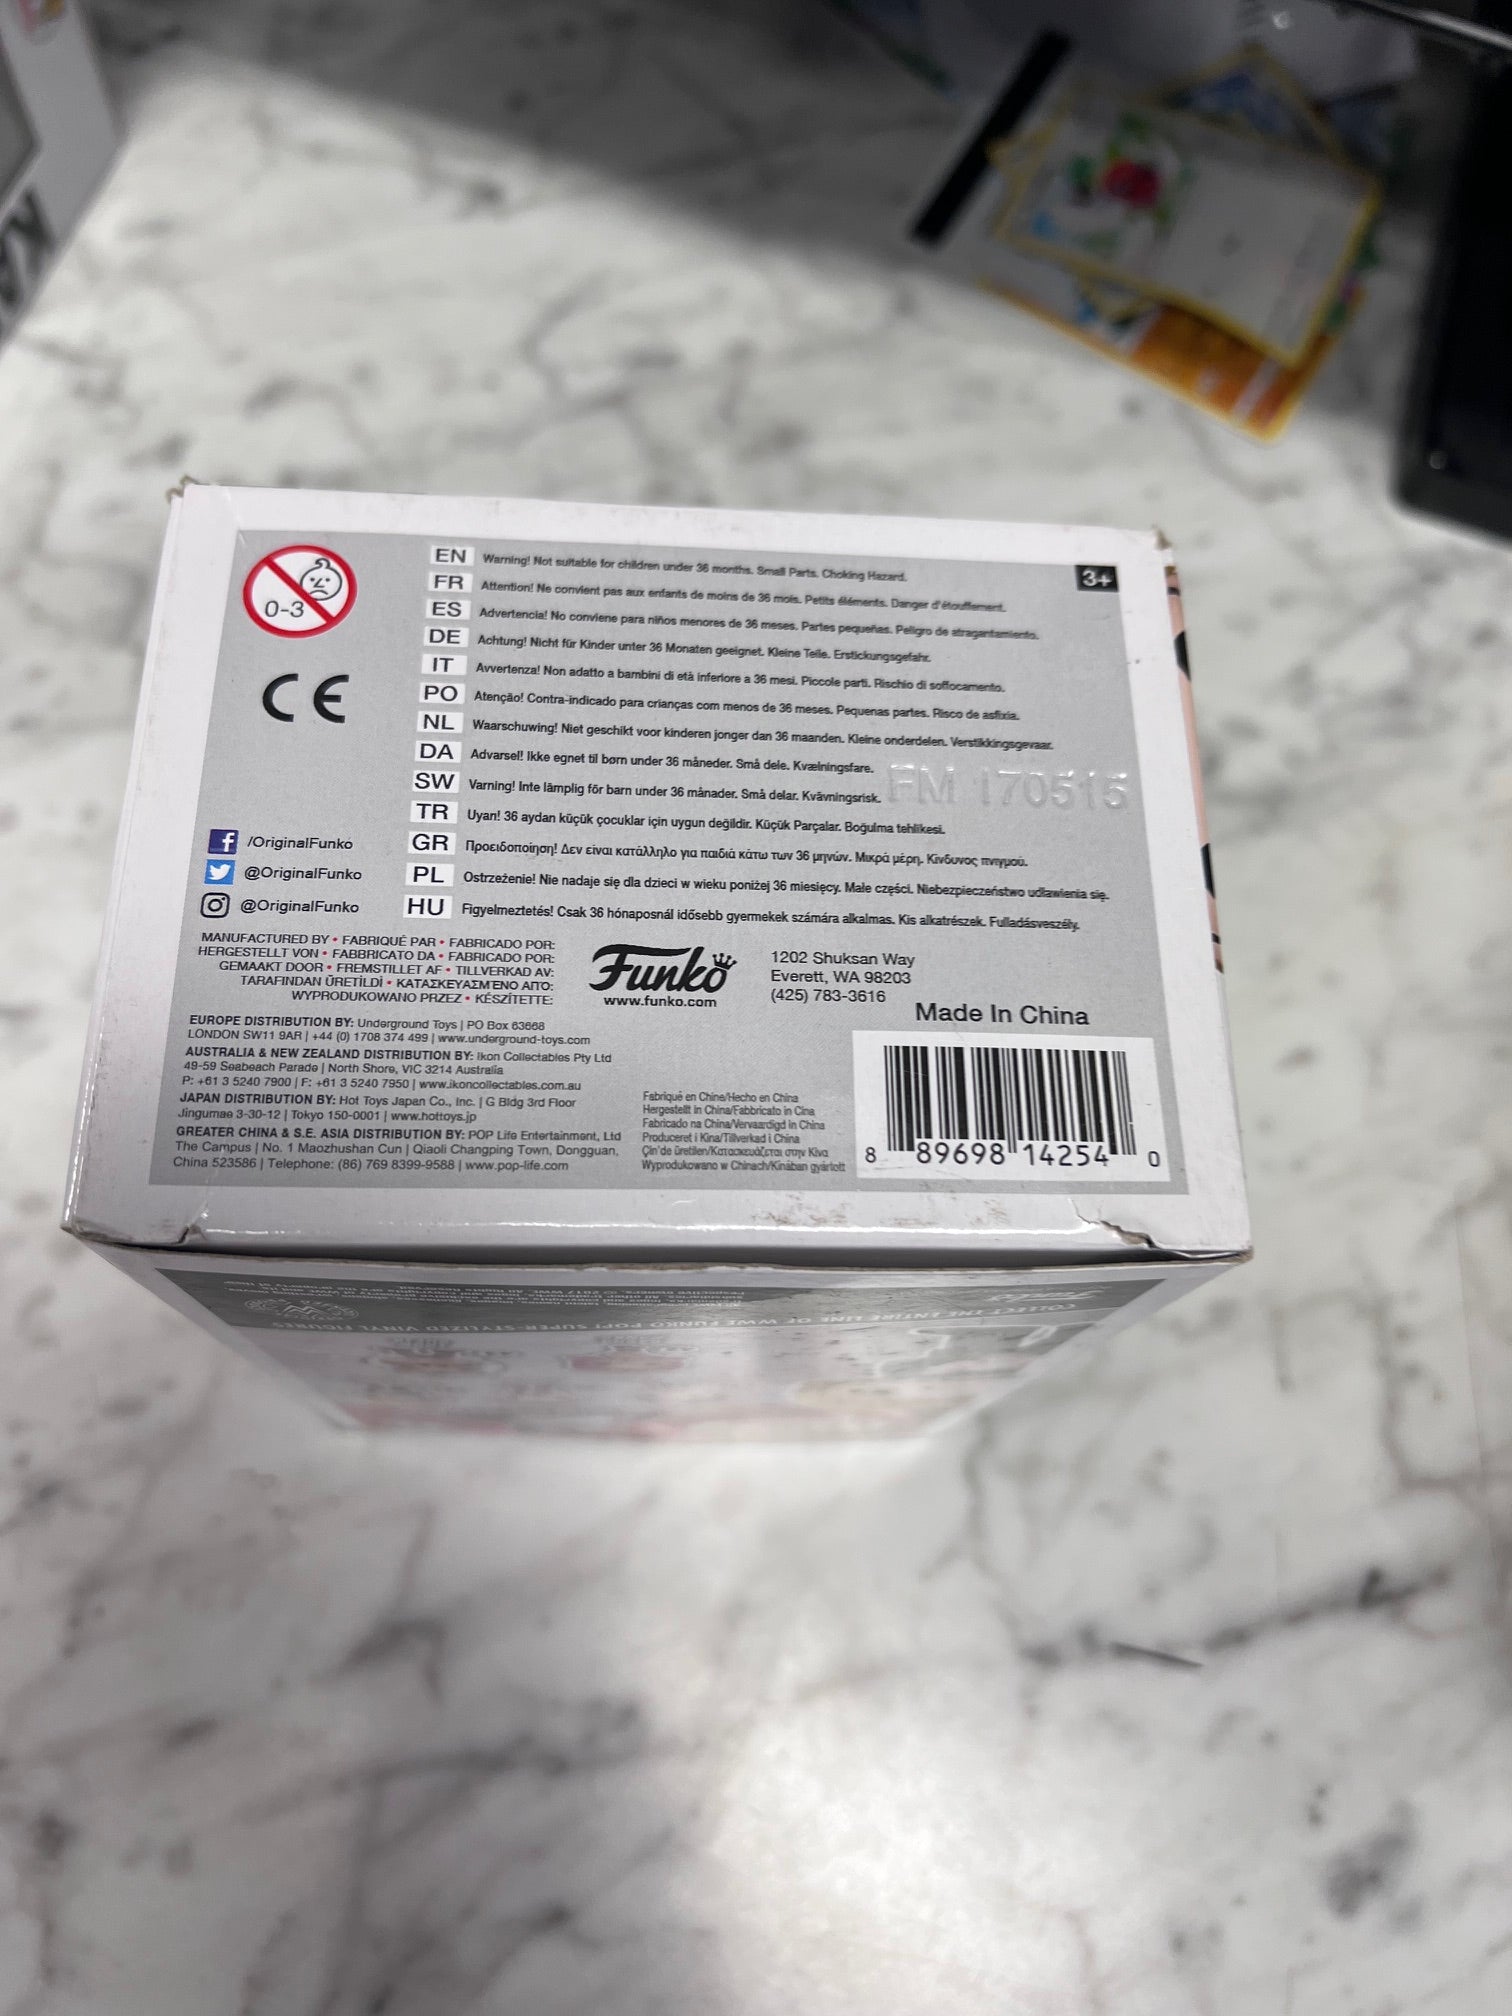 0-3
EN Warning! Not suitable for children under 36 months. Small Parts. Choking Hazard.
3+
FR Attention! Ne convient pas aux enfants de moins de 36 mois. Petits éléments. Danger d'étouffement.
ES Advertencia! No conviene para niños menores de 36 meses. Partes pequeñas. Peligro de atragantamiento.
DE Achtung! Nicht für Kinder unter 36 Monaten geeignet. Kleine Teile. Erstickungsgefahr.
IT Avvertenza! Non adatto a bambini di età inferiore a 36 mesi. Piccole parti. Rischio di soffocamento.
PO Atenção! Contra-indicado para crianças com menos de 36 meses. Pequenas partes. Risco de asfixia.
NL Waarschuwing! Niet geschikt voor kinderen jonger dan 36 maanden. Kleine onderdelen. Verstikkingsgevaar.
DA Advarsel! Ikke egnet til børn under 36 måneder. Små dele. Kvælningsfare.
SW Varning! Inte lämplig för barn under 36 månader. Små delar. Kvävningsrisk.
FM 170515
TR Uyan! 36 aydan küçük çocuklar için uygun değildir. Küçük Parçalar. Boğulma tehlikesi.
GR Προειδοποίηση! Δεν είναι κατάλληλο για παιδιά κάτω των 36 μηνών. Μικρά μέρη. Κίνδυνος πνιγμού.
PL Ostrzeżenie! Nie nadaje się dla dzieci w wieku poniżej 36 miesięcy. Małe części. Niebezpieczeństwo udławienia się.
HU Figyelmeztetés! Csak 36 hónaposnál idősebb gyermekek számára alkalmas. Kis alkatrészek. Fulladásveszély.
CE
/OriginalFunko
@OriginalFunko
@OriginalFunko
MANUFACTURED BY • FABRIQUÉ PAR • FABRICADO POR:
HERGESTELLT VON • FABBRICATO DA • FABRICADO POR:
GEMAAKT DOOR • FREMSTILLET AF • TILLVERKAD AV:
TARAFINDAN ÜRETİLDİ • ΚΑΤΑΣΚΕΥΑΣΜΈΝΟ ΑΠΌ:
WYPRODUKOWANO PRZEZ • KÉSZÍTETTE:
Funko
www.funko.com
1202 Shuksan Way
Everett, WA 98203
(425) 783-3616
Made In China
EUROPE DISTRIBUTION BY: Underground Toys | PO Box 63668
LONDON SW11 9AR | +44 (0) 1708 374 499 | www.underground-toys.com
AUSTRALIA & NEW ZEALAND DISTRIBUTION BY: Ikon Collectables Pty Ltd
49-59 Seabeach Parade | North Shore, VIC 3214 Australia
P: +61 3 5240 7900 | F: +61 3 5240 7950 | www.ikoncollectables.com.au
JAPAN DISTRIBUTION BY: Hot Toys Japan Co., Inc. | G Bldg 3rd Floor
Jingumae 3-30-12 | Tokyo 150-0001 | www.hottoys.jp
GREATER CHINA & S.E. ASIA DISTRIBUTION BY: POP Life Entertainment, Ltd
The Campus | No. 1 Maozhushan Cun | Qiaoli Changping Town, Dongguan,
China 523586 | Telephone: (86) 769 8399-9588 | www.pop-life.com
Fabriqué en Chine/Hecho en China
Hergestellt in China/Fabbricato in Cina
Fabricado na China/Vervaardigd in China
Produceret i Kina/Tillverkad i China
Çin'de üretilen/Κατασκευάζεται στην Κίνα
Wyprodukowano w Chinach/Kinában gyártott
8 89698 14254 0
COLLECT THE ENTIRE LINE OF WWE FUNKO POP! SUPER-STYLIZED VINYL FIGURES